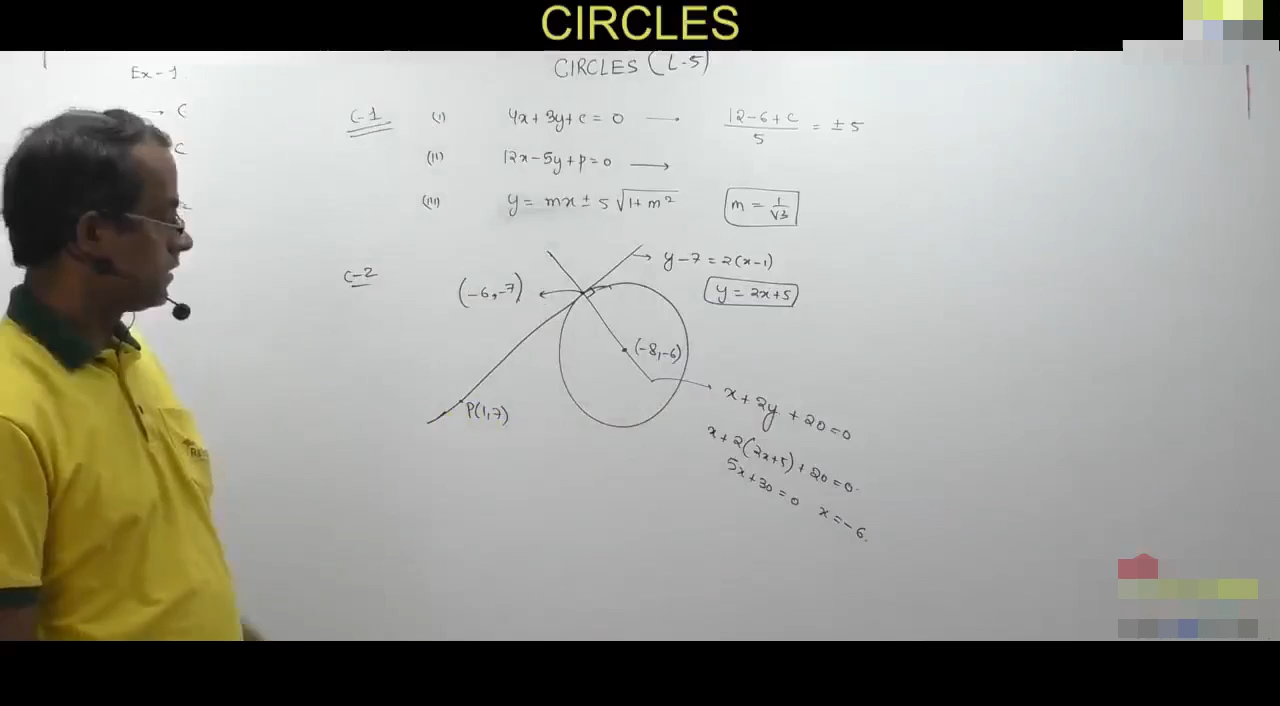 CIRCLES
CIRCLES (L-5)
Ex-1
C-1 (i) 4x+3y+c=0 → (12-6+c)/5 = ±5
(ii) 12x-5y+p=0 →
(iii) y = mx ± 5√(1+m²) m = 1/√3
C-2
→ y-7 = 2(x-1)
(-6,-7)
y = 2x+5
(-8,-6)
x+2y+20=0
P(1,7)
x+2(2x+5)+20=0.
5x+30=0 x=-6.